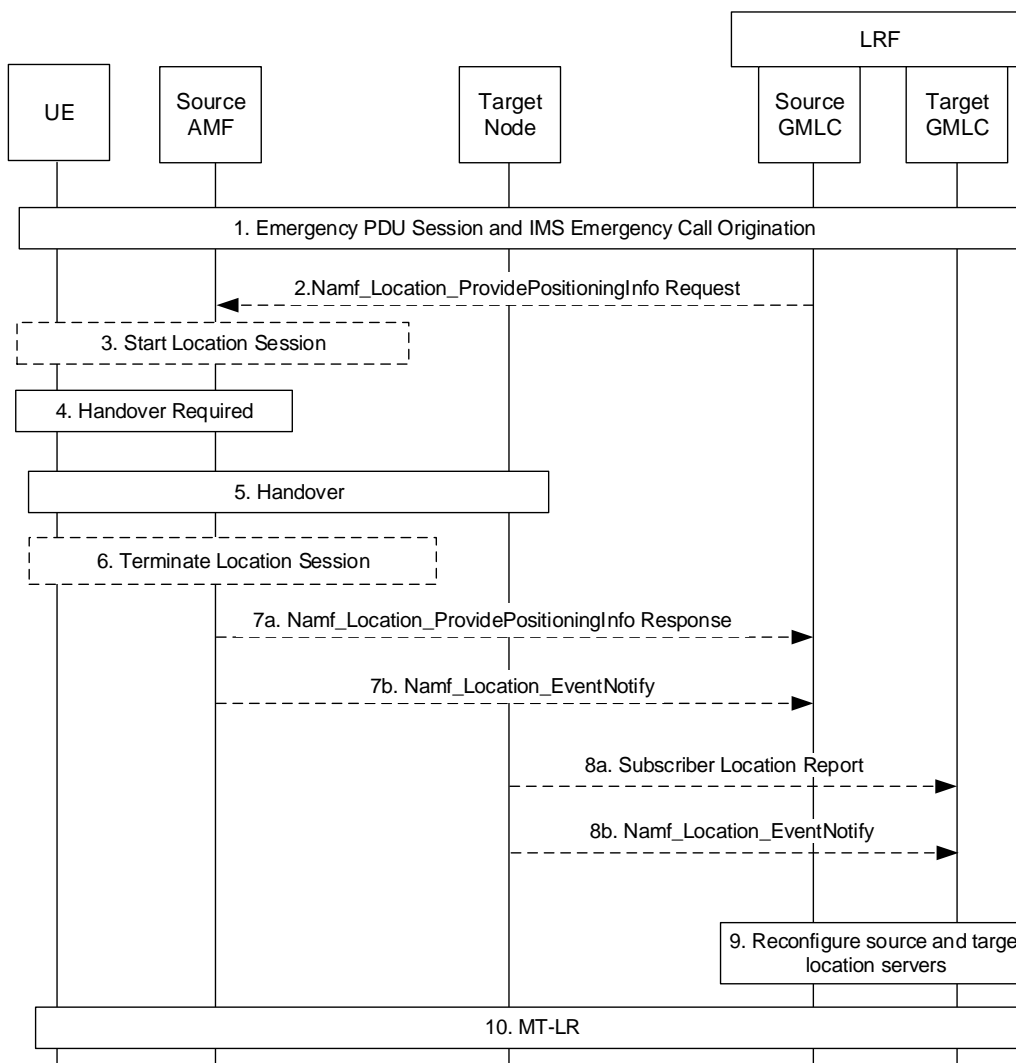 LRF
UE
Source
AMF
Target
Node
Source
GMLC
Target
GMLC
1. Emergency PDU Session and IMS Emergency Call Origination
2.Namf_Location_ProvidePositioningInfo Request
3. Start Location Session
4. Handover Required
5. Handover
6. Terminate Location Session
7a. Namf_Location_ProvidePositioningInfo Response
7b. Namf_Location_EventNotify
8a. Subscriber Location Report
8b. Namf_Location_EventNotify
9. Reconfigure source and targe
location servers
10. MT-LR